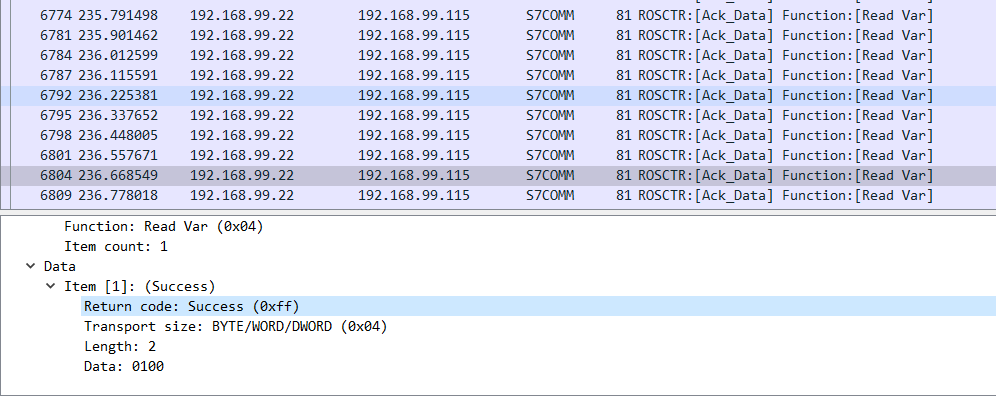 6774 235.791498 192.168.99.22 192.168.99.115 S7COMM 81 ROSCTR:[Ack_Data] Function:[Read Var]
6781 235.901462 192.168.99.22 192.168.99.115 S7COMM 81 ROSCTR:[Ack_Data] Function:[Read Var]
6784 236.012599 192.168.99.22 192.168.99.115 S7COMM 81 ROSCTR:[Ack_Data] Function:[Read Var]
6787 236.115591 192.168.99.22 192.168.99.115 S7COMM 81 ROSCTR:[Ack_Data] Function:[Read Var]
6792 236.225381 192.168.99.22 192.168.99.115 S7COMM 81 ROSCTR:[Ack_Data] Function:[Read Var]
6795 236.337652 192.168.99.22 192.168.99.115 S7COMM 81 ROSCTR:[Ack_Data] Function:[Read Var]
6798 236.448005 192.168.99.22 192.168.99.115 S7COMM 81 ROSCTR:[Ack_Data] Function:[Read Var]
6801 236.557671 192.168.99.22 192.168.99.115 S7COMM 81 ROSCTR:[Ack_Data] Function:[Read Var]
6804 236.668549 192.168.99.22 192.168.99.115 S7COMM 81 ROSCTR:[Ack_Data] Function:[Read Var]
6809 236.778018 192.168.99.22 192.168.99.115 S7COMM 81 ROSCTR:[Ack_Data] Function:[Read Var]
Function: Read Var (0x04)
Item count: 1
Data
Item [1]: (Success)
Return code: Success (0xff)
Transport size: BYTE/WORD/DWORD (0x04)
Length: 2
Data: 0100